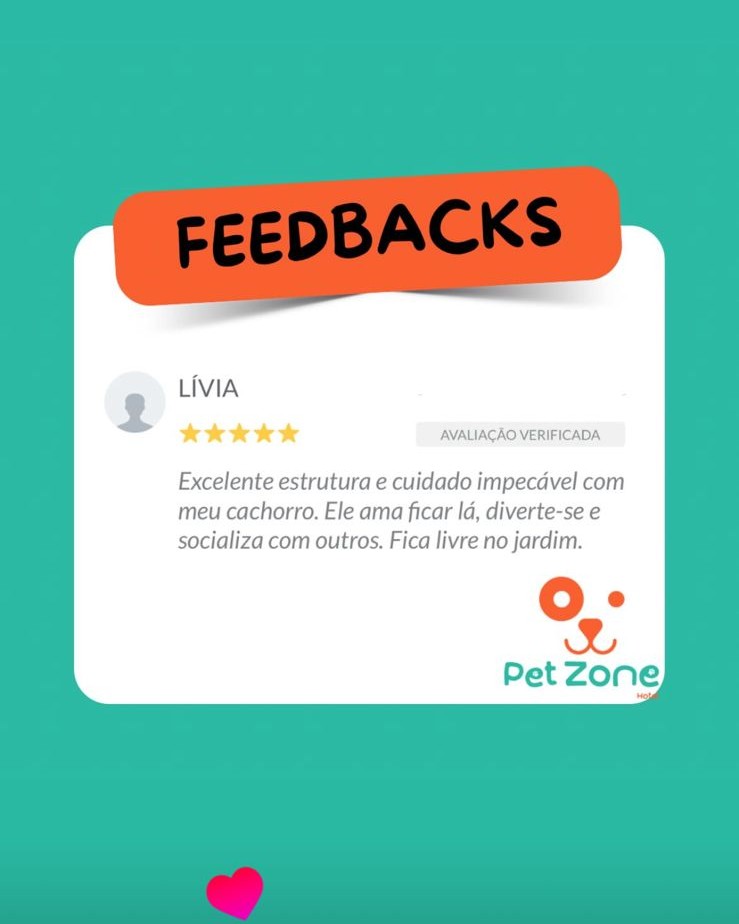 FEEDBACKS
LÍVIA
AVALIAÇÃO VERIFICADA
Excelente estrutura e cuidado impecável com
meu cachorro. Ele ama ficar lá, diverte-se e
socializa com outros. Fica livre no jardim.
Pet Zone
Hotel